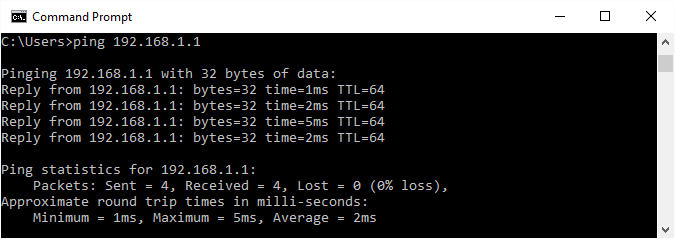 Command Prompt
C:\Users>ping 192.168.1.1
Pinging 192.168.1.1 with 32 bytes of data:
Reply from 192.168.1.1: bytes=32 time=1ms TTL=64
Reply from 192.168.1.1: bytes=32 time=2ms TTL=64
Reply from 192.168.1.1: bytes=32 time=5ms TTL=64
Reply from 192.168.1.1: bytes=32 time=2ms TTL=64
Ping statistics for 192.168.1.1:
    Packets: Sent = 4, Received = 4, Lost = 0 (0% loss),
Approximate round trip times in milli-seconds:
    Minimum = 1ms, Maximum = 5ms, Average = 2ms